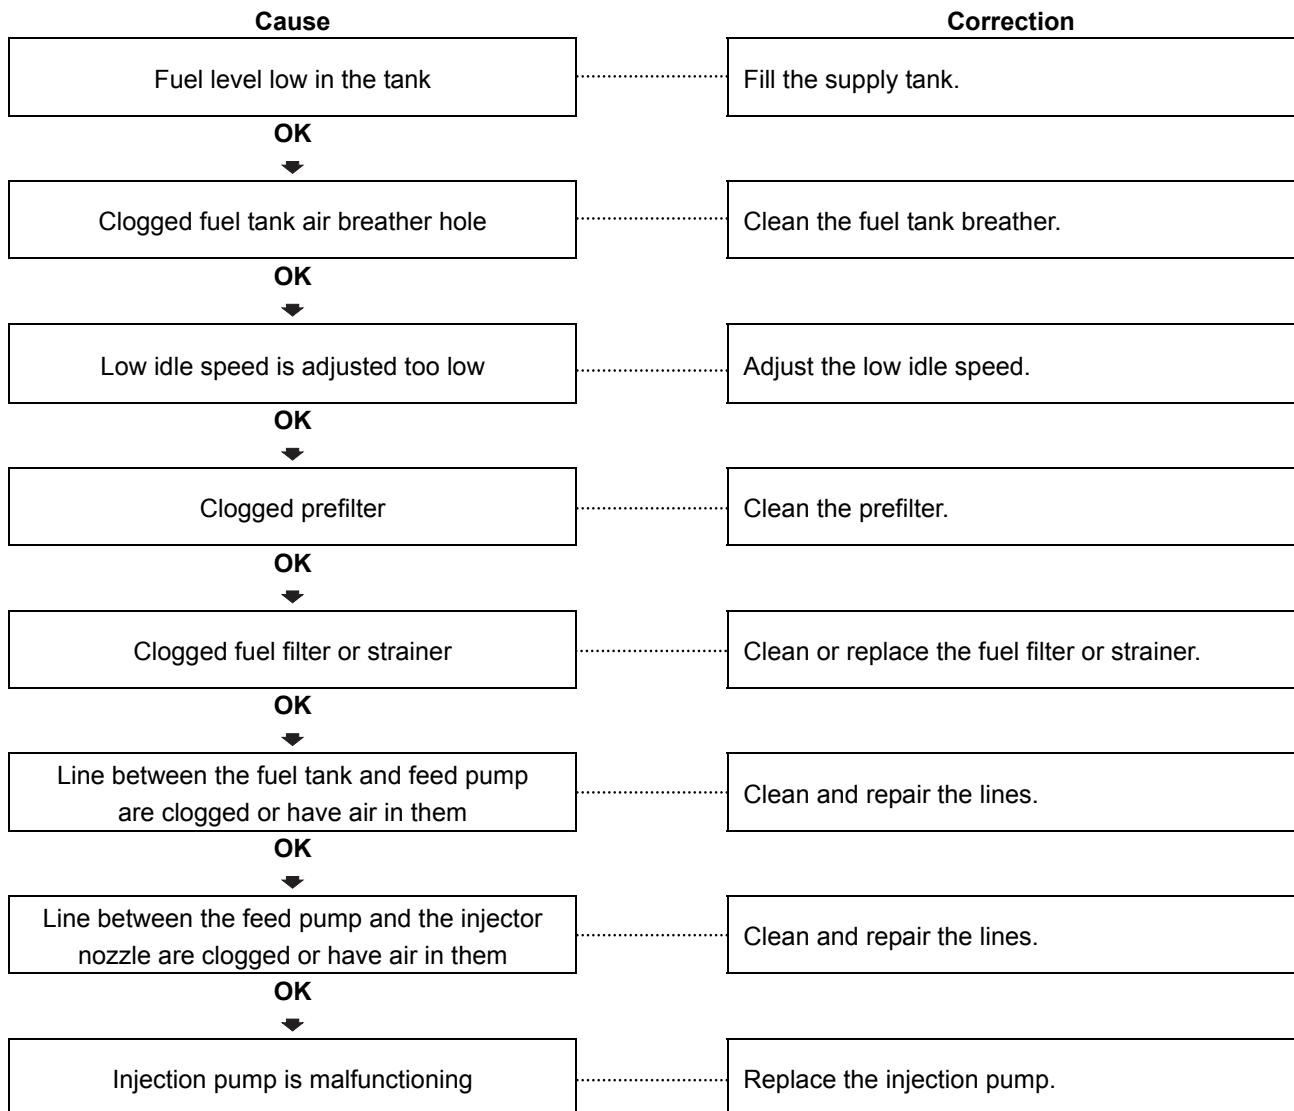 Cause
Correction
Fuel level low in the tank
Fill the supply tank.
OK
Clogged fuel tank air breather hole
Clean the fuel tank breather.
OK
Low idle speed is adjusted too low
Adjust the low idle speed.
OK
Clogged prefilter
Clean the prefilter.
OK
Clogged fuel filter or strainer
Clean or replace the fuel filter or strainer.
OK
Line between the fuel tank and feed pump
are clogged or have air in them
Clean and repair the lines.
OK
Line between the feed pump and the injector
nozzle are clogged or have air in them
Clean and repair the lines.
OK
Injection pump is malfunctioning
Replace the injection pump.